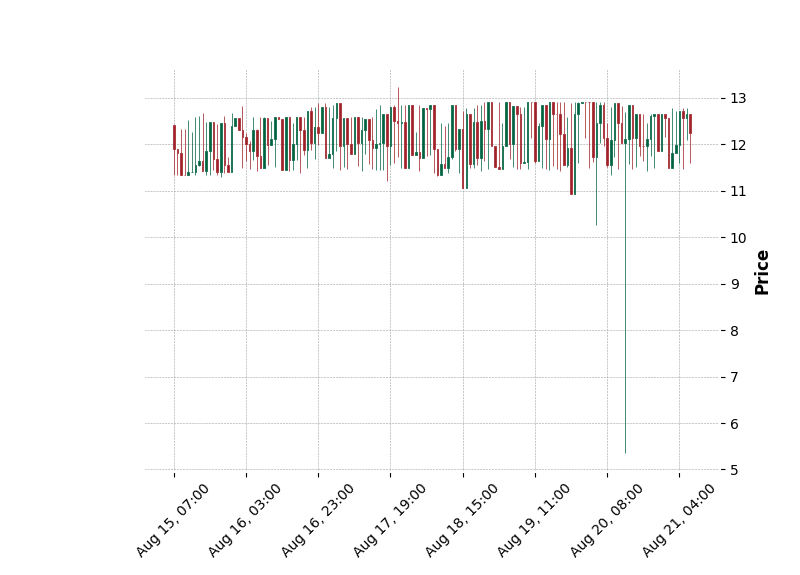 13
12
11
10
9
8
7
6
5
Price
Aug 15, 07:00
Aug 16, 03:00
Aug 16, 23:00
Aug 17, 19:00
Aug 18, 15:00
Aug 19, 11:00
Aug 20, 08:00
Aug 21, 04:00